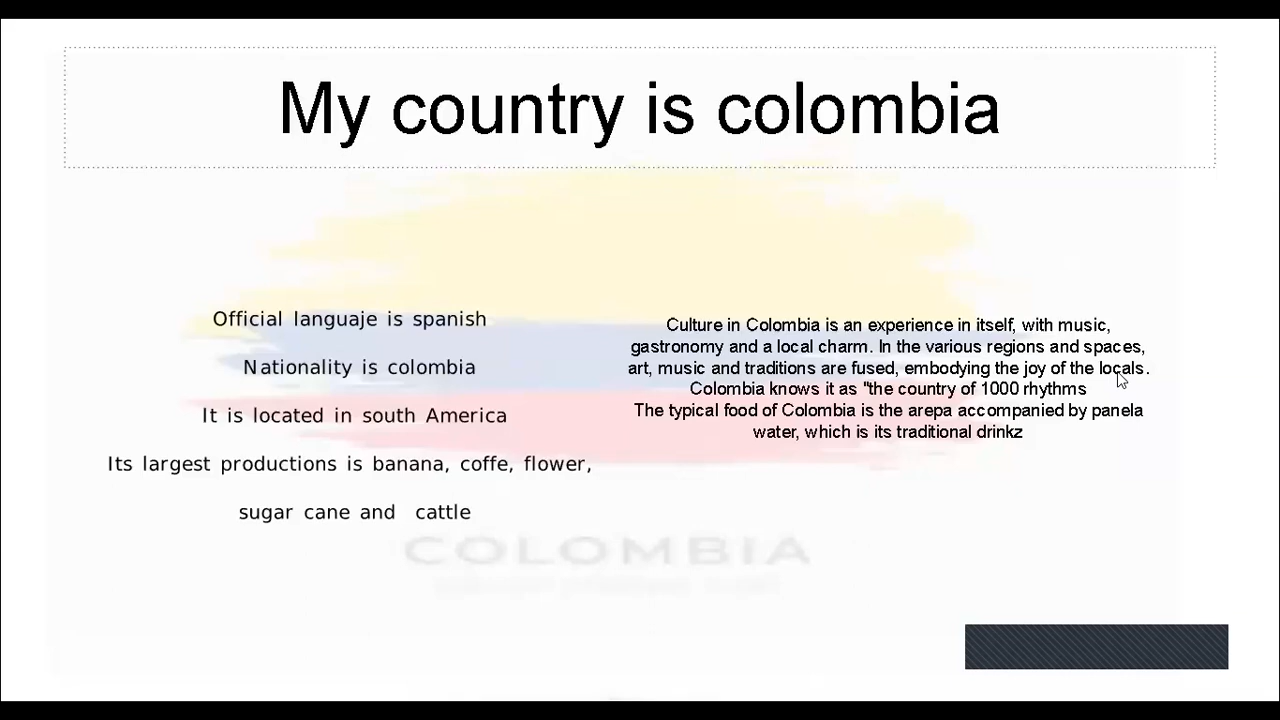 My country is colombia
Official languaje is spanish
Nationality is colombia
It is located in south America
Its largest productions is banana, coffe, flower,
sugar cane and cattle
Culture in Colombia is an experience in itself, with music,
gastronomy and a local charm. In the various regions and spaces,
art, music and traditions are fused, embodying the joy of the locals.
Colombia knows it as "the country of 1000 rhythms
The typical food of Colombia is the arepa accompanied by panela
water, which is its traditional drinkz
COLOMBIA